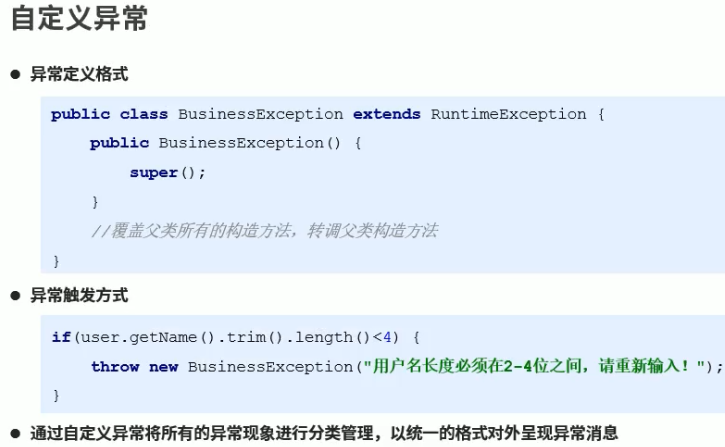 自定义异常
● 异常定义格式
public class BusinessException extends RuntimeException {
public BusinessException() {
super();
}
//覆盖父类所有的构造方法，转调父类构造方法
}
● 异常触发方式
if(user.getName().trim().length()<4) {
throw new BusinessException("用户名长度必须在2-4位之间，请重新输入！");
}
● 通过自定义异常将所有的异常现象进行分类管理，以统一的格式对外呈现异常消息